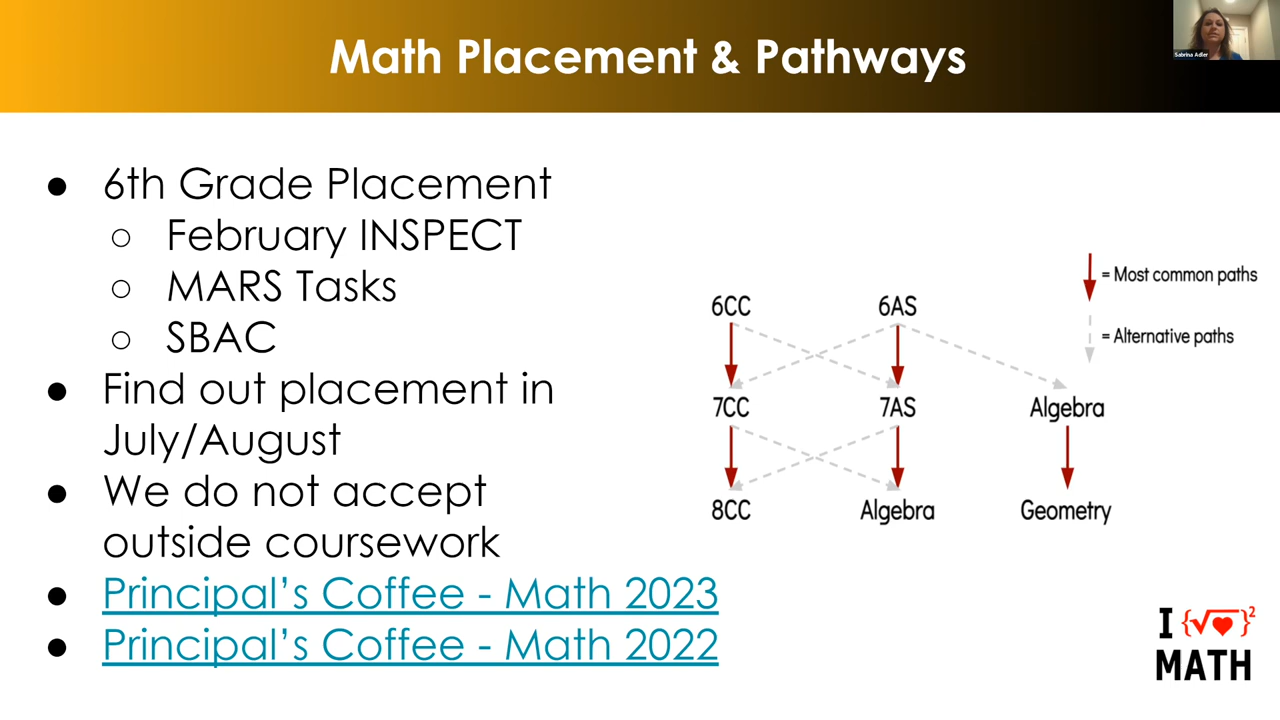 Math Placement & Pathways
Sabrina Adler
● 6th Grade Placement
○ February INSPECT
○ MARS Tasks
○ SBAC
● Find out placement in
July/August
● We do not accept
outside coursework
● Principal's Coffee - Math 2023
● Principal's Coffee - Math 2022
= Most common paths
= Alternative paths
6CC 6AS
7CC 7AS Algebra
8CC Algebra Geometry
I {√♥}²
MATH